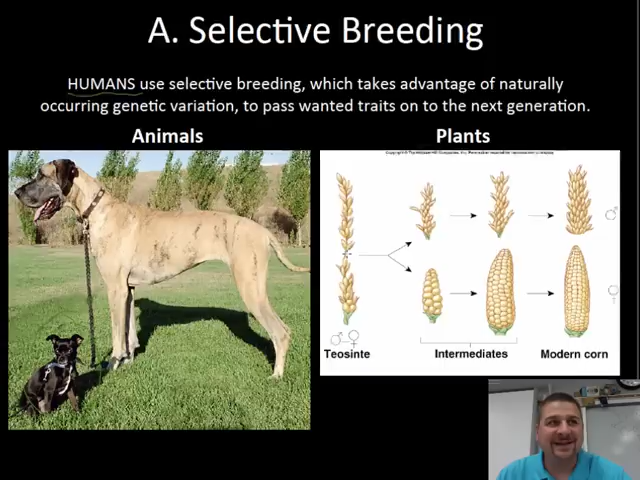 A. Selective Breeding
HUMANS use selective breeding, which takes advantage of naturally
occurring genetic variation, to pass wanted traits on to the next generation.
Animals
Plants
Teosinte
Intermediates
Modern corn